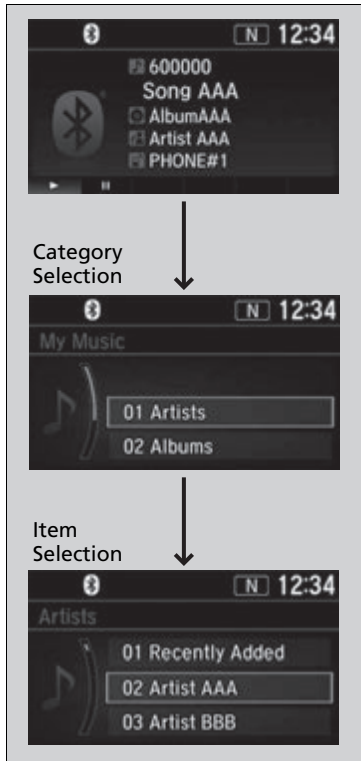 N 12:34
600000
Song AAA
AlbumAAA
Artist AAA
PHONE#1
Category
Selection
N 12:34
My Music
01 Artists
02 Albums
Item
Selection
N 12:34
Artists
01 Recently Added
02 Artist AAA
03 Artist BBB